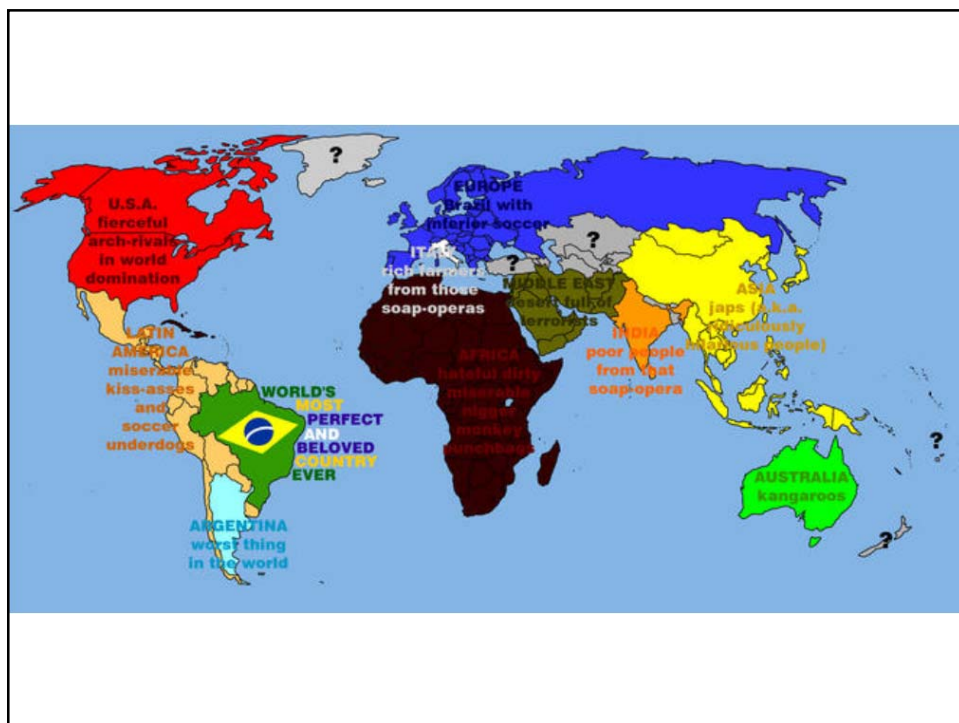 ?
U.S.A.
fierceful
arch-rivals
in world
domination
EUROPE
Brazil with
inferier soccer
?
?
ITALY
rich farmers
from those
soap-operas
MIDDLE EAST
desert full of
terrorists
ASIA
japs (a.k.a.
ridiculously
hilarious people)
INDIA
poor people
from that
soap-opera
LATIN
AMERICA
miserable
kiss-asses
and
soccer
underdogs
AFRICA
hateful dirty
miserable
nigger
monkey
punchbags
WORLD'S
MOST
PERFECT
AND
BELOVED
COUNTRY
EVER
?
AUSTRALIA
kangaroos
ARGENTINA
worst thing
in the world
?